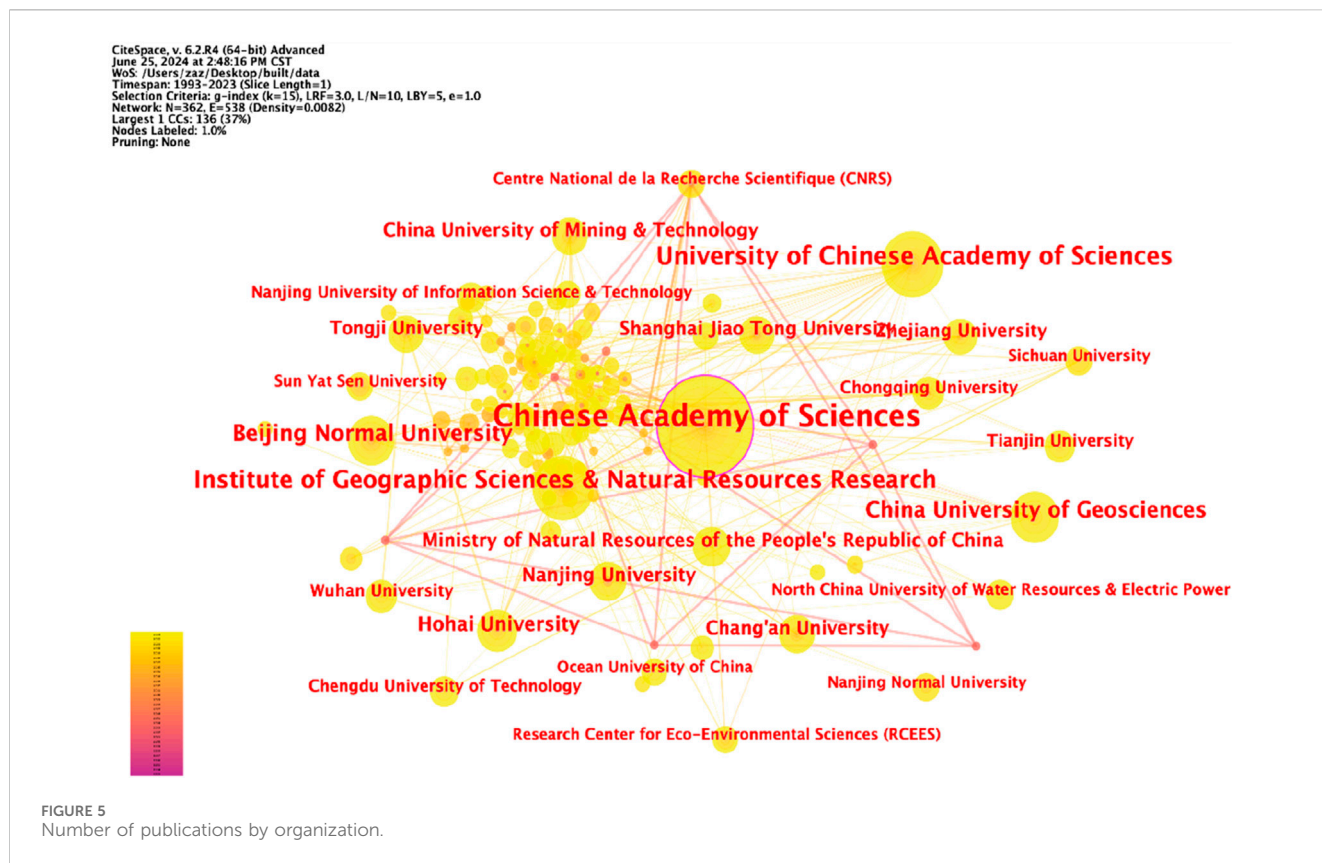 CiteSpace, v. 6.2.R4 (64-bit) Advanced
June 25, 2024 at 2:48:16 PM CST
WoS: /Users/zaz/Desktop/built/data
Timespan: 1993-2023 (Slice Length=1)
Selection Criteria: g-index (k=15), LRF=3.0, L/N=10, LBY=5, e=1.0
Network: N=362, E=538 (Density=0.0082)
Largest 1 CCs: 136 (37%)
Nodes Labeled: 1.0%
Pruning: None
Centre National de la Recherche Scientifique (CNRS)
China University of Mining & Technology
University of Chinese Academy of Sciences
Nanjing University of Information Science & Technology
Tongji University
Shanghai Jiao Tong University
Zhejiang University
Sichuan University
Sun Yat Sen University
Chongqing University
Chinese Academy of Sciences
Beijing Normal University
Tianjin University
Institute of Geographic Sciences & Natural Resources Research
China University of Geosciences
Ministry of Natural Resources of the People's Republic of China
Nanjing University
Wuhan University
North China University of Water Resources & Electric Power
Hohai University
Chang'an University
Ocean University of China
Chengdu University of Technology
Nanjing Normal University
Research Center for Eco-Environmental Sciences (RCEES)
FIGURE 5
Number of publications by organization.